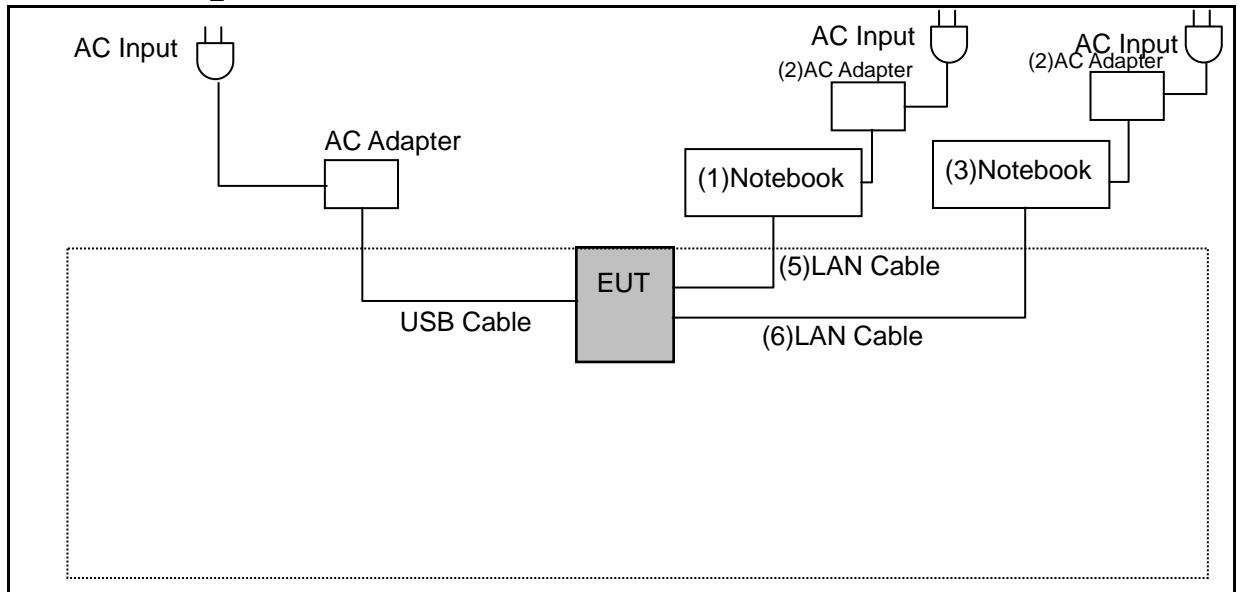 AC Input
AC Input
AC Input
(2)AC Adapter
(2)AC Adapter
AC Adapter
(1)Notebook
(3)Notebook
EUT
(5)LAN Cable
USB Cable
(6)LAN Cable